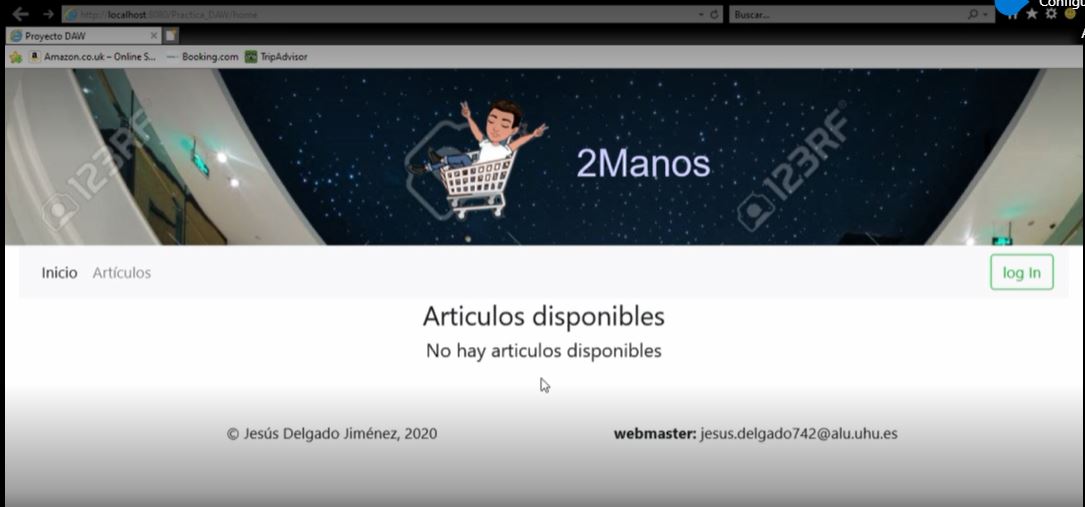 http://localhost:8080/Practica_DAW/home
Buscar...
Configu
Proyecto DAW
A
Amazon.co.uk – Online S...
Booking.com
TripAdvisor
123RF®
2Manos
123RF®
Inicio
Artículos
log In
Articulos disponibles
No hay articulos disponibles
© Jesús Delgado Jiménez, 2020
webmaster: jesus.delgado742@alu.uhu.es